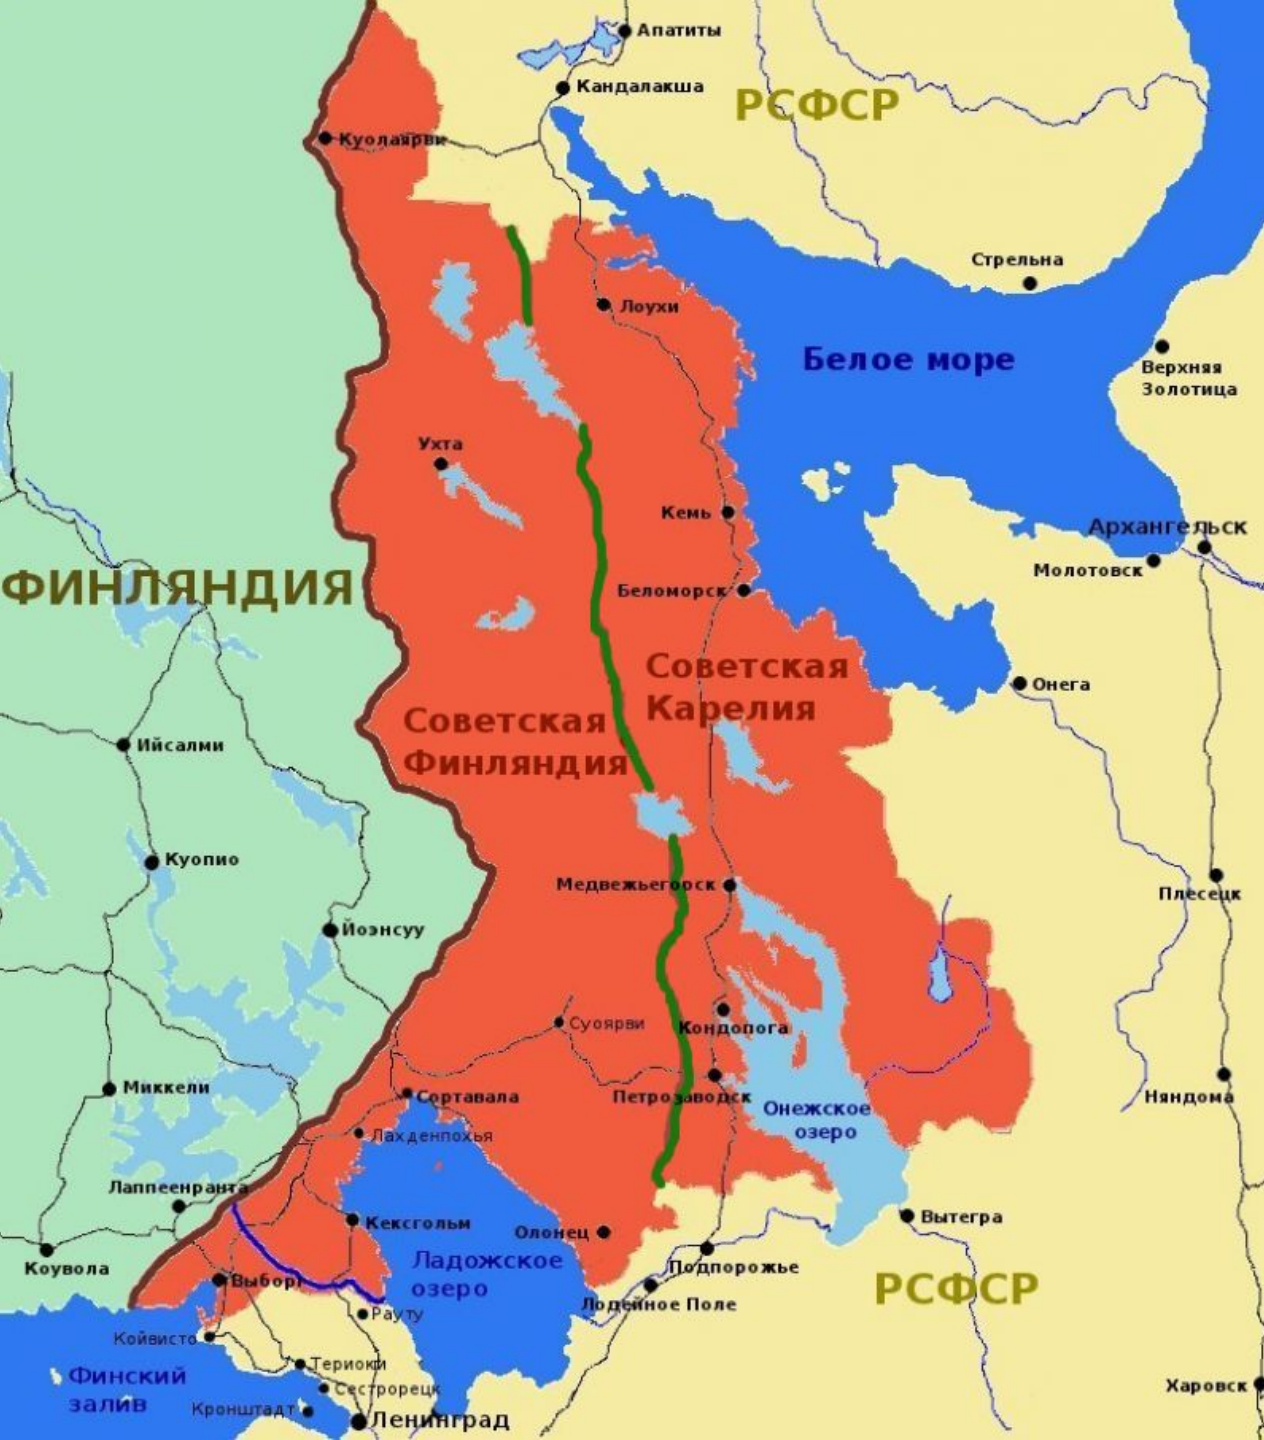 Апатиты
Кандалакша
РСФСР
Куолаярви
Стрельна
Лоухи
Белое море
Верхняя
Золотица
Ухта
Кемь
Архангельск
Молотовск
ФИНЛЯНДИЯ
Беломорск
Советская
Карелия
Онега
Советская
Финляндия
Ийсалми
Куопио
Медвежьегорск
Плесецк
Йоэнсуу
Суоярви
Кондопога
Миккели
Сортавала
Петрозаводск
Онежское
озеро
Няндома
Лахденпохья
Лаппеенранта
Кексгольм
Олонец
Вытегра
Коувола
Выборг
Ладожское
озеро
Подпорожье
РСФСР
Рауту
Лодейное Поле
Койвисто
Териоки
Финский
залив
Сестрорецк
Харовск
Кронштадт
Ленинград